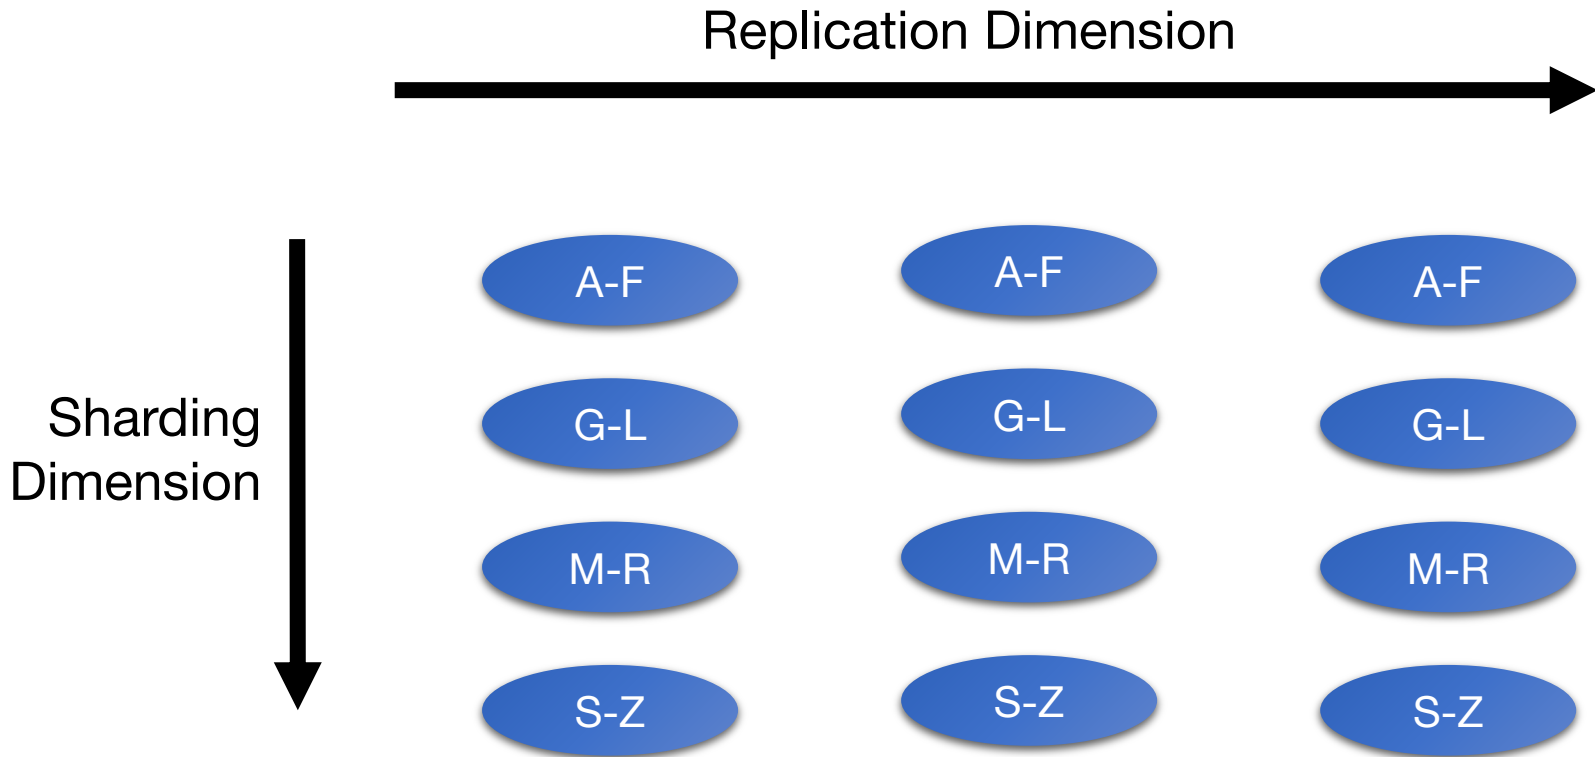 Replication Dimension
Sharding
Dimension
A-F
A-F
A-F
G-L
G-L
G-L
M-R
M-R
M-R
S-Z
S-Z
S-Z